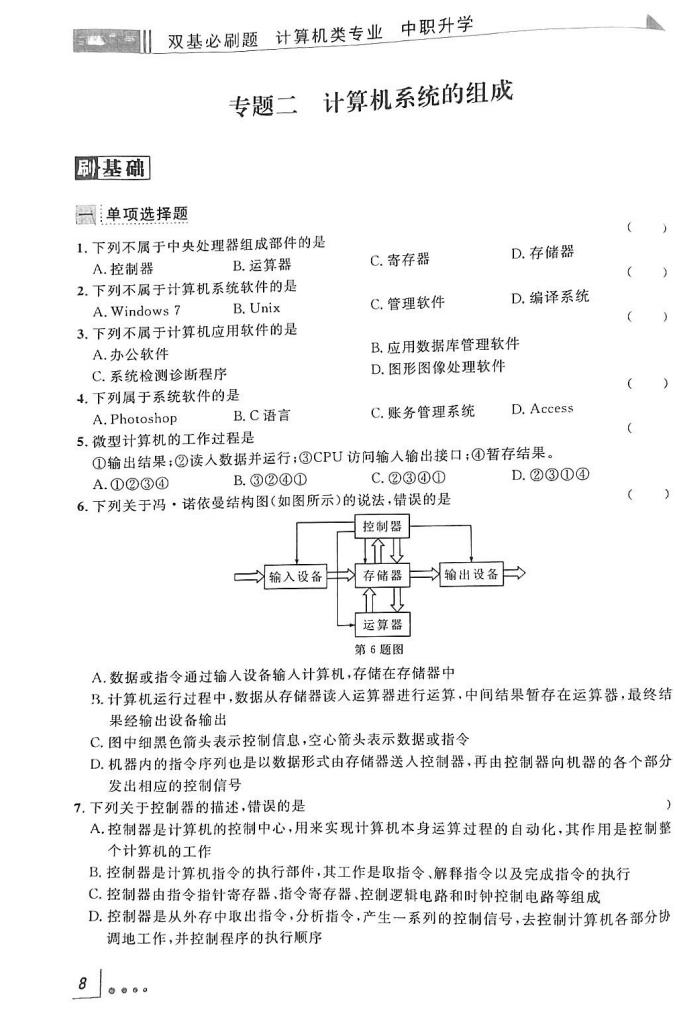 双基必刷题 计算机类专业 中职升学
专题二 计算机系统的组成
刷基础
一 单项选择题
1. 下列不属于中央处理器组成部件的是 ( )
A. 控制器 B. 运算器 C. 寄存器 D. 存储器
2. 下列不属于计算机系统软件的是 ( )
A. Windows 7 B. Unix C. 管理软件 D. 编译系统
3. 下列不属于计算机应用软件的是 ( )
A. 办公软件 B. 应用数据库管理软件
C. 系统检测诊断程序 D. 图形图像处理软件
4. 下列属于系统软件的是 ( )
A. Photoshop B. C 语言 C. 账务管理系统 D. Access
5. 微型计算机的工作过程是 (
①输出结果;②读入数据并运行;③CPU 访问输入输出接口;④暂存结果。
A. ①②③④ B. ③②④① C. ②③④① D. ②③①④
6. 下列关于冯·诺依曼结构图(如图所示)的说法,错误的是 ( )
控制器
输入设备 存储器 输出设备
运算器
第 6 题图
A. 数据或指令通过输入设备输入计算机,存储在存储器中
B. 计算机运行过程中,数据从存储器读入运算器进行运算,中间结果暂存在运算器,最终结
果经输出设备输出
C. 图中细黑色箭头表示控制信息,空心箭头表示数据或指令
D. 机器内的指令序列也是以数据形式由存储器送入控制器,再由控制器向机器的各个部分
发出相应的控制信号
7. 下列关于控制器的描述,错误的是 )
A. 控制器是计算机的控制中心,用来实现计算机本身运算过程的自动化,其作用是控制整
个计算机的工作
B. 控制器是计算机指令的执行部件,其工作是取指令、解释指令以及完成指令的执行
C. 控制器由指令指针寄存器、指令寄存器、控制逻辑电路和时钟控制电路等组成
D. 控制器是从外存中取出指令,分析指令,产生一系列的控制信号,去控制计算机各部分协
调地工作,并控制程序的执行顺序
8